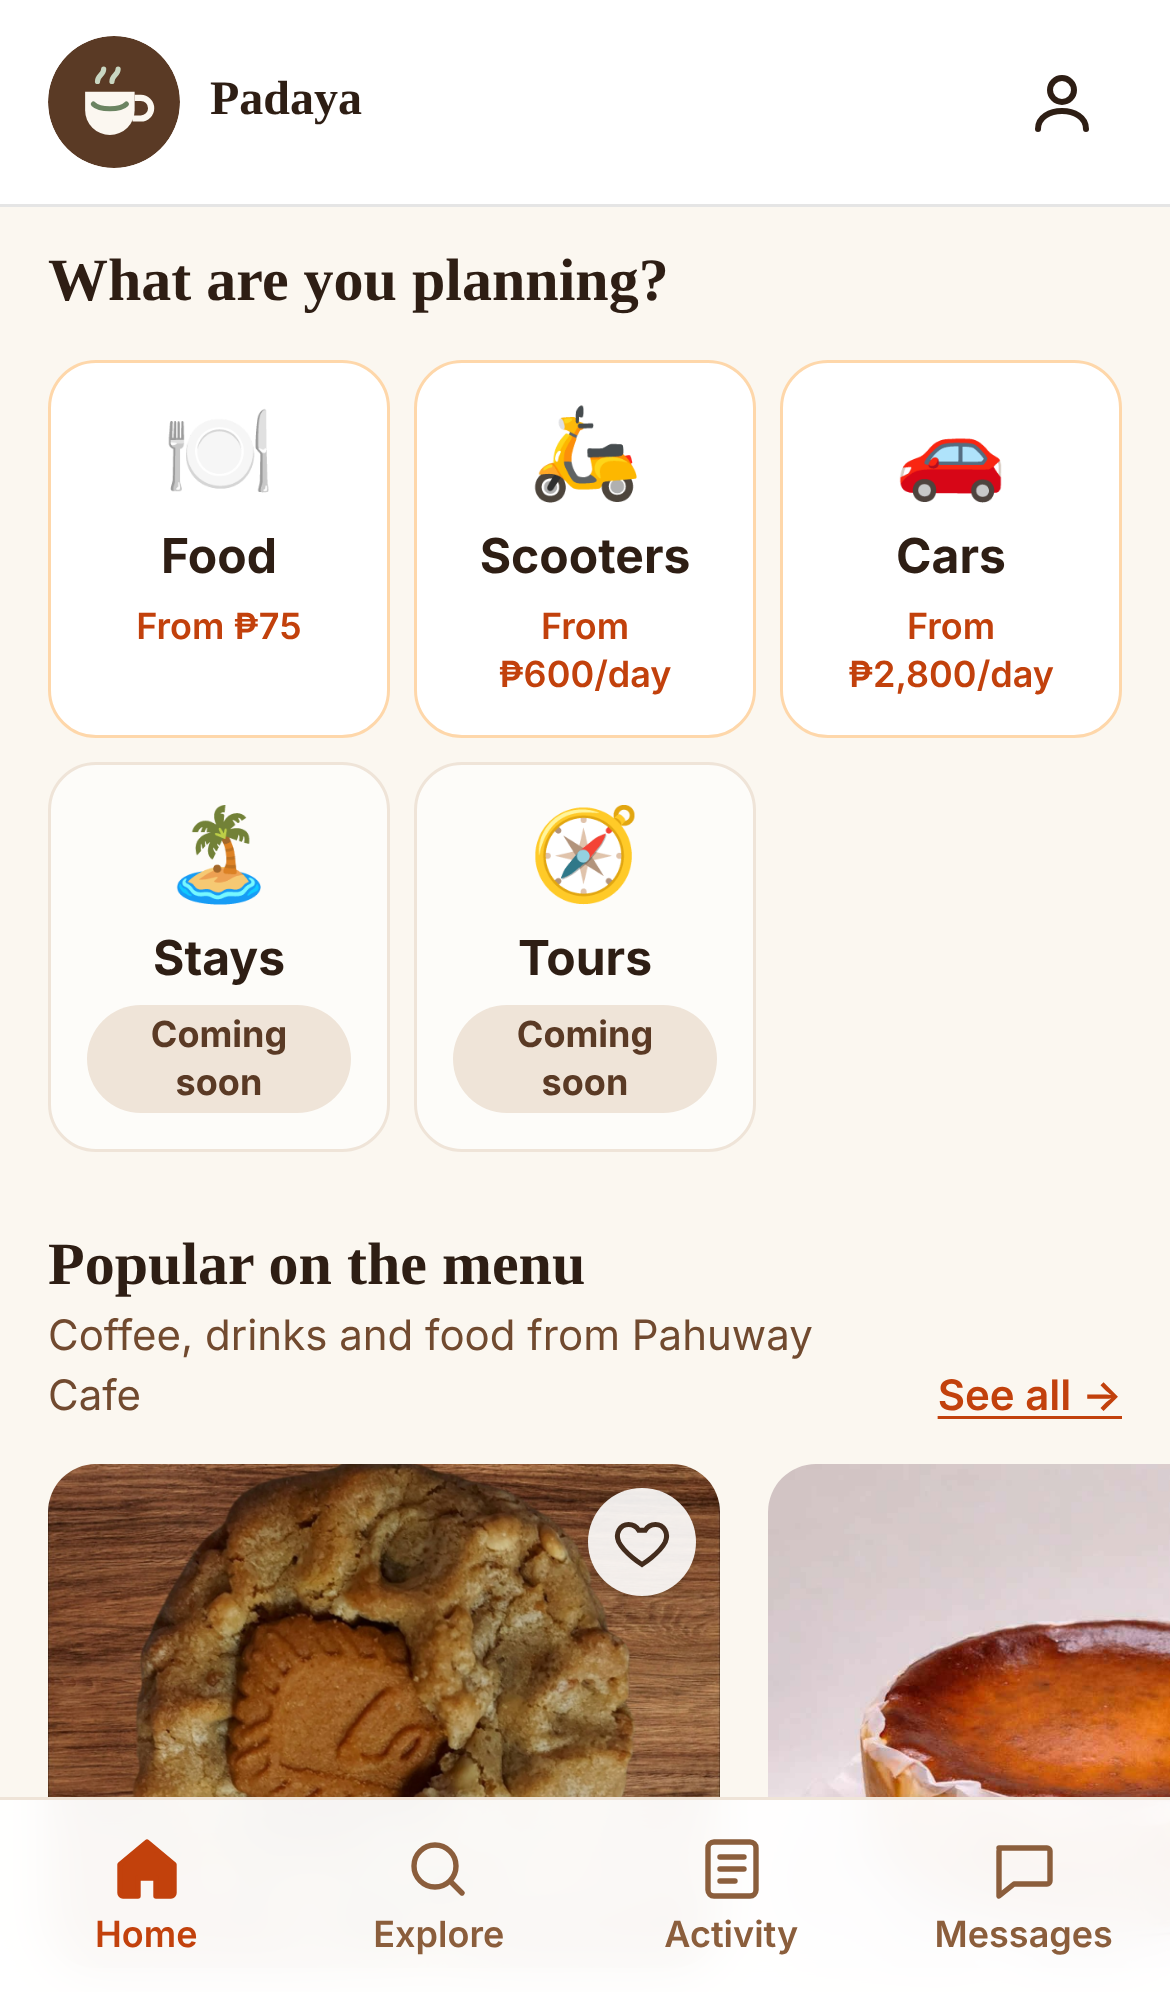 Padaya
What are you planning?
Food
From ₱75
Scooters
From
₱600/day
Cars
From
₱2,800/day
Stays
Coming
soon
Tours
Coming
soon
Popular on the menu
Coffee, drinks and food from Pahuway
Cafe
See all →
Home
Explore
Activity
Messages